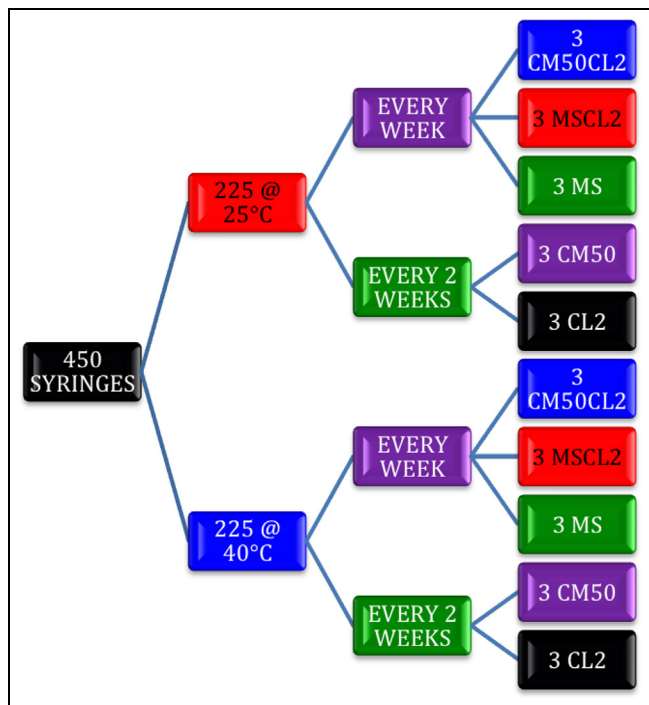 450
SYRINGES
225 @
25°C
EVERY
WEEK
3
CM50CL2
3 MSCL2
3 MS
EVERY 2
WEEKS
3 CM50
3 CL2
225 @
40°C
EVERY
WEEK
3
CM50CL2
3 MSCL2
3 MS
EVERY 2
WEEKS
3 CM50
3 CL2